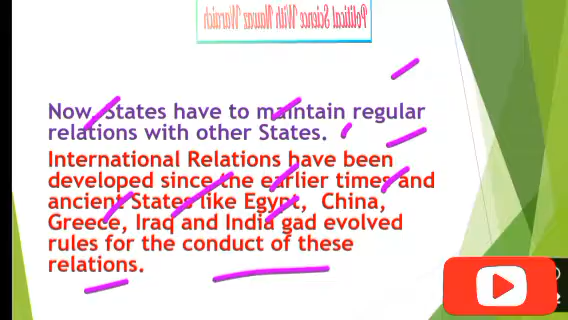 Political Science With Nawaz Warraich
Now, States have to maintain regular
relations with other States.
International Relations have been
developed since the earlier times and
ancient States like Egypt, China,
Greece, Iraq and India gad evolved
rules for the conduct of these
relations.